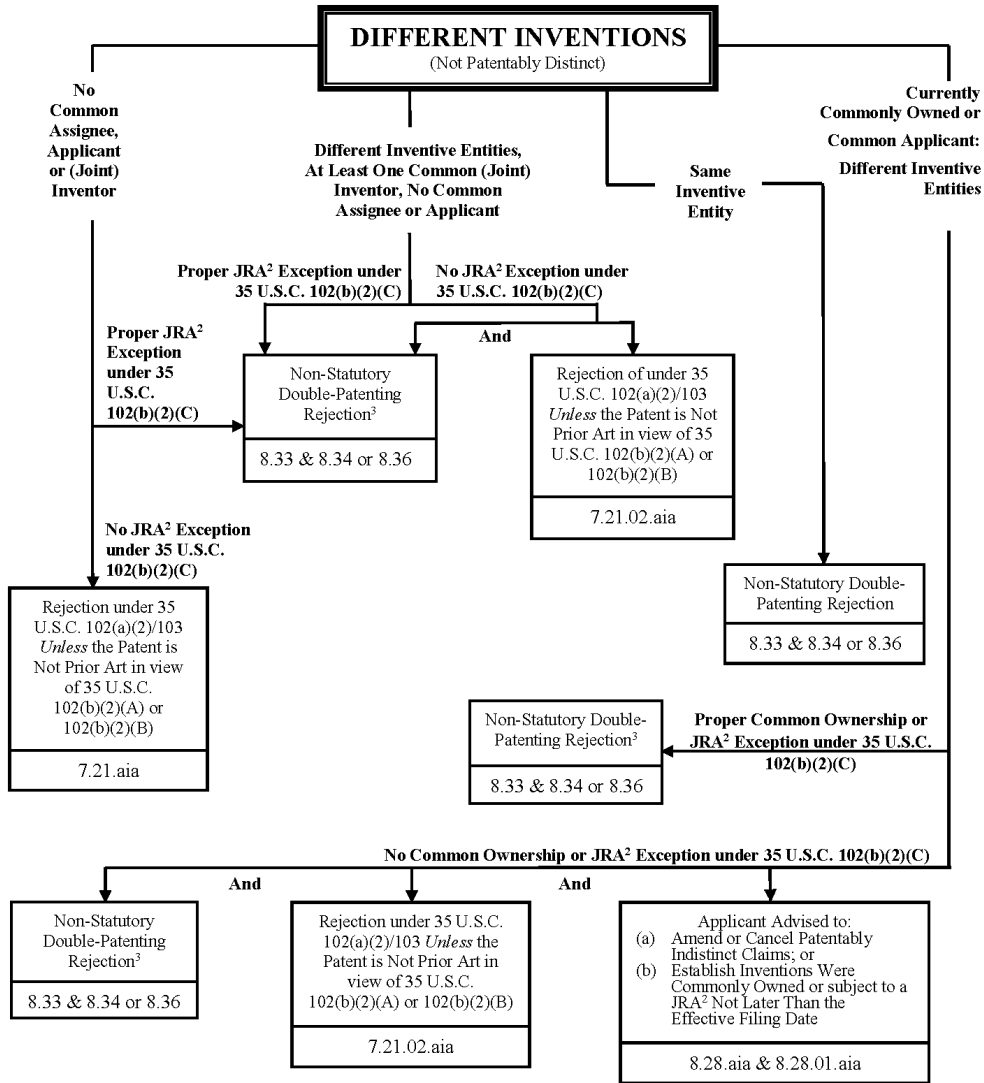 DIFFERENT INVENTIONS
(Not Patentably Distinct)
No
Common
Assignee,
Applicant
or (Joint)
Inventor
Different Inventive Entities,
At Least One Common (Joint)
Inventor, No Common
Assignee or Applicant
Same
Inventive
Entity
Currently
Commonly Owned or
Common Applicant:
Different Inventive
Entities
Proper JRA² Exception under
35 U.S.C. 102(b)(2)(C)
No JRA² Exception under
35 U.S.C. 102(b)(2)(C)
And
Proper JRA²
Exception
under 35
U.S.C.
102(b)(2)(C)
Non-Statutory
Double-Patenting
Rejection³
8.33 & 8.34 or 8.36
Rejection of under 35
U.S.C. 102(a)(2)/103
Unless the Patent is Not
Prior Art in view of 35
U.S.C. 102(b)(2)(A) or
102(b)(2)(B)
7.21.02.aia
No JRA² Exception
under 35 U.S.C.
102(b)(2)(C)
Rejection under 35
U.S.C. 102(a)(2)/103
Unless the Patent is
Not Prior Art in view
of 35 U.S.C.
102(b)(2)(A) or
102(b)(2)(B)
7.21.aia
Non-Statutory Double-
Patenting Rejection
8.33 & 8.34 or 8.36
Non-Statutory Double-
Patenting Rejection³
8.33 & 8.34 or 8.36
Proper Common Ownership or
JRA² Exception under 35 U.S.C.
102(b)(2)(C)
No Common Ownership or JRA² Exception under 35 U.S.C. 102(b)(2)(C)
And
And
Non-Statutory
Double-Patenting
Rejection³
8.33 & 8.34 or 8.36
Rejection under 35 U.S.C.
102(a)(2)/103 Unless the
Patent is Not Prior Art in
view of 35 U.S.C.
102(b)(2)(A) or 102(b)(2)(B)
7.21.02.aia
Applicant Advised to:
(a) Amend or Cancel Patentably
Indistinct Claims; or
(b) Establish Inventions Were
Commonly Owned or subject to a
JRA² Not Later Than the
Effective Filing Date
8.28.aia & 8.28.01.aia